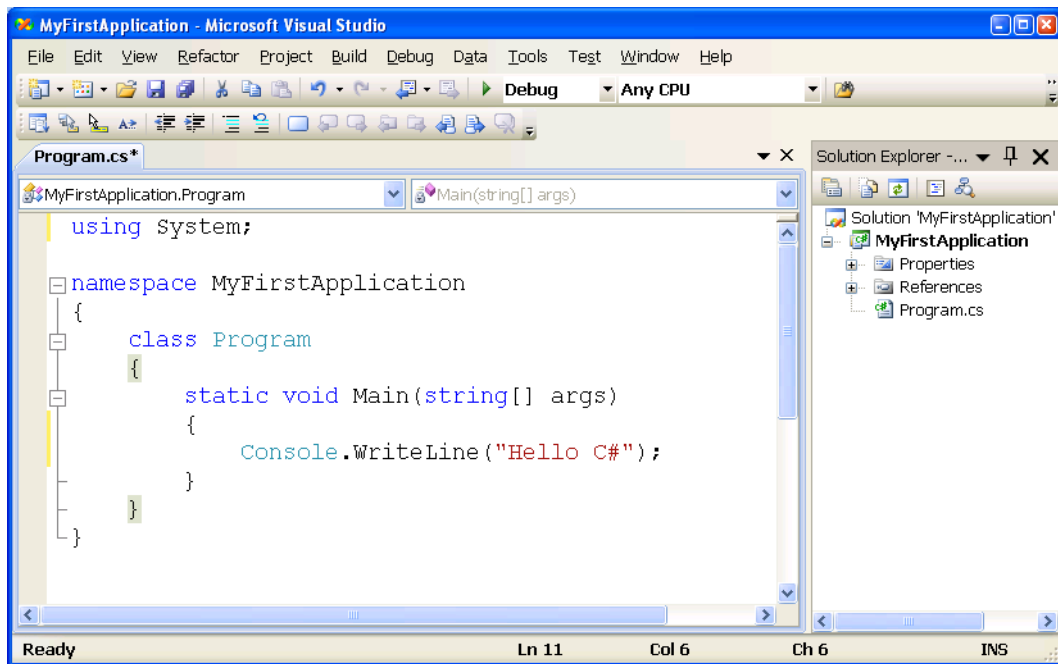 MyFirstApplication - Microsoft Visual Studio
File Edit View Refactor Project Build Debug Data Tools Test Window Help
Debug Any CPU
Program.cs*
Solution Explorer -...
MyFirstApplication.Program
Main(string[] args)
using System;
namespace MyFirstApplication
{
class Program
{
static void Main(string[] args)
{
Console.WriteLine("Hello C#");
}
}
}
Solution 'MyFirstApplication'
MyFirstApplication
Properties
References
Program.cs
Ready Ln 11 Col 6 Ch 6 INS